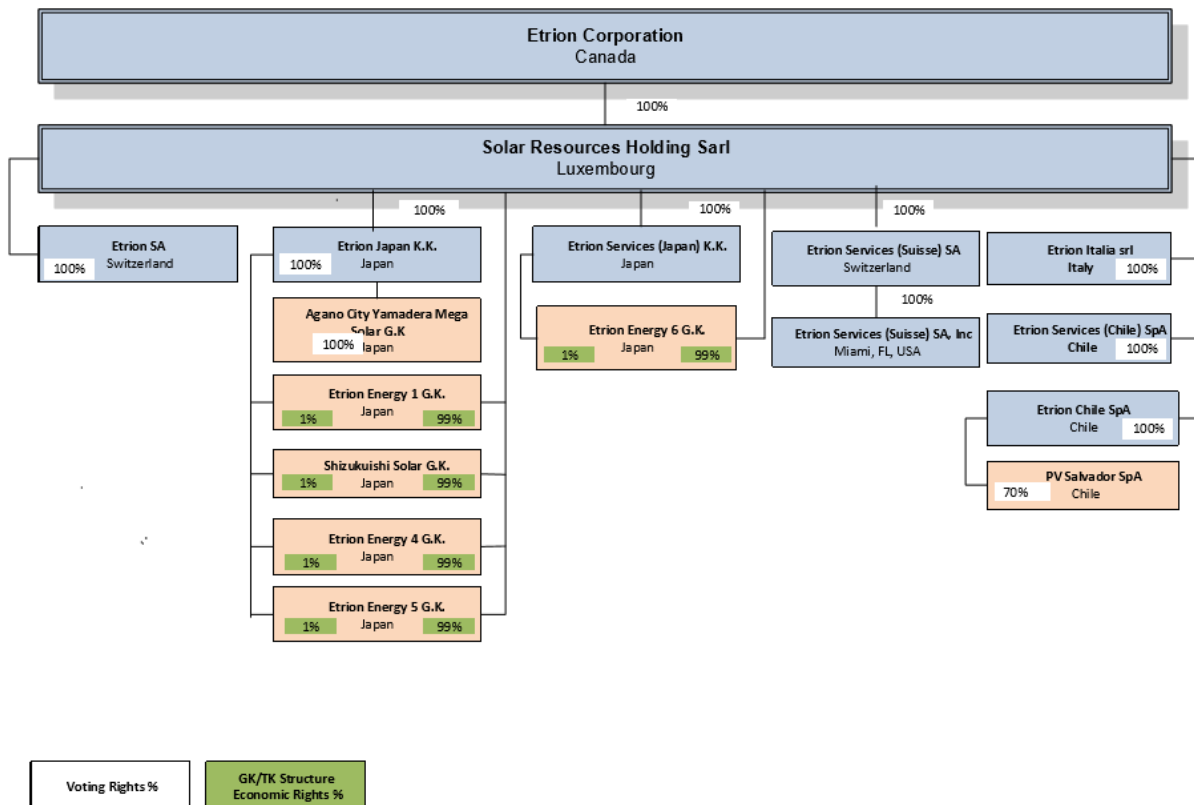 Etrion Corporation
Canada
100%
Solar Resources Holding Sarl
Luxembourg
100%
100%
100%
Etrion SA
Switzerland
100%
Etrion Japan K.K.
Japan
100%
Agano City Yamadera Mega
Solar G.K
Japan
100%
Etrion Energy 1 G.K.
Japan
1%
99%
Shizukuishi Solar G.K.
Japan
1%
99%
Etrion Energy 4 G.K.
Japan
1%
99%
Etrion Energy 5 G.K.
Japan
1%
99%
Etrion Services (Japan) K.K.
Japan
Etrion Energy 6 G.K.
Japan
1%
99%
Etrion Services (Suisse) SA
Switzerland
100%
Etrion Services (Suisse) SA, Inc
Miami, FL, USA
Etrion Italia srl
Italy
100%
Etrion Services (Chile) SpA
Chile
100%
Etrion Chile SpA
Chile
100%
PV Salvador SpA
Chile
70%
Voting Rights %
GK/TK Structure
Economic Rights %